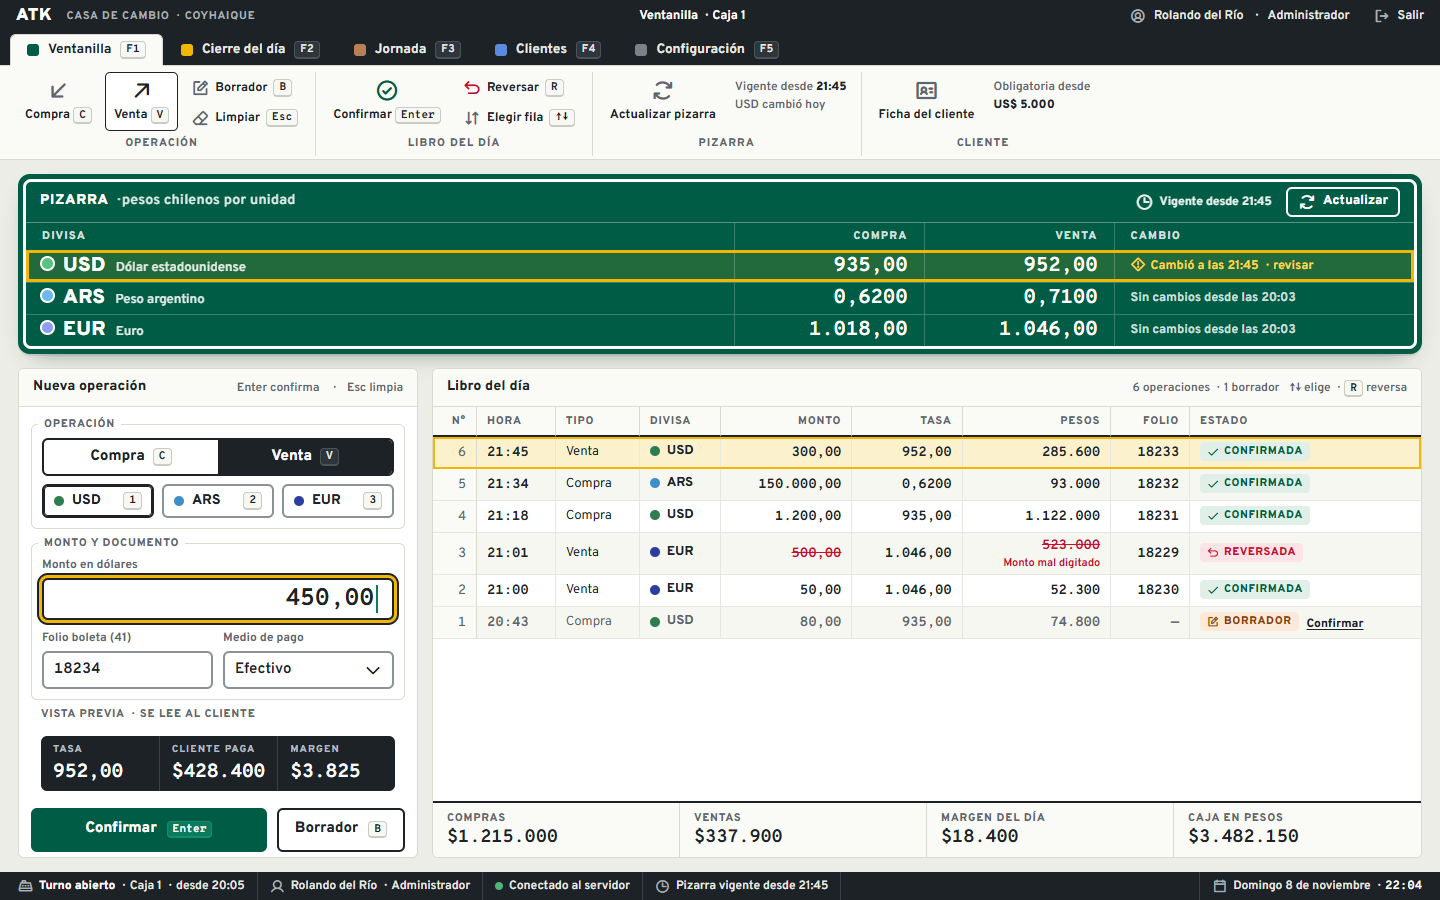 ATK CASA DE CAMBIO · COYHAIQUE Ventanilla · Caja 1 Rolando del Río · Administrador Salir
Ventanilla F1 Cierre del día F2 Jornada F3 Clientes F4 Configuración F5
Compra C Venta V Borrador B Limpiar Esc
OPERACIÓN
Confirmar Enter Reversar R Elegir fila ↑↓
LIBRO DEL DÍA
Actualizar pizarra Vigente desde 21:45
USD cambió hoy
PIZARRA
Ficha del cliente Obligatoria desde
US$ 5.000
CLIENTE
PIZARRA · pesos chilenos por unidad Vigente desde 21:45 Actualizar
DIVISA COMPRA VENTA CAMBIO
USD Dólar estadounidense 935,00 952,00 Cambió a las 21:45 · revisar
ARS Peso argentino 0,6200 0,7100 Sin cambios desde las 20:03
EUR Euro 1.018,00 1.046,00 Sin cambios desde las 20:03
Nueva operación Enter confirma · Esc limpia
OPERACIÓN
Compra C Venta V
USD 1 ARS 2 EUR 3
MONTO Y DOCUMENTO
Monto en dólares
450,00
Folio boleta (41) Medio de pago
18234 Efectivo
VISTA PREVIA · SE LEE AL CLIENTE
TASA CLIENTE PAGA MARGEN
952,00 $428.400 $3.825
Confirmar Enter Borrador B
Libro del día 6 operaciones · 1 borrador ↑↓ elige · R reversa
N° HORA TIPO DIVISA MONTO TASA PESOS FOLIO ESTADO
6 21:45 Venta USD 300,00 952,00 285.600 18233 CONFIRMADA
5 21:34 Compra ARS 150.000,00 0,6200 93.000 18232 CONFIRMADA
4 21:18 Compra USD 1.200,00 935,00 1.122.000 18231 CONFIRMADA
3 21:01 Venta EUR 500,00 1.046,00 523.000 18229 REVERSADA
Monto mal digitado
2 21:00 Venta EUR 50,00 1.046,00 52.300 18230 CONFIRMADA
1 20:43 Compra USD 80,00 935,00 74.800 — BORRADOR Confirmar
COMPRAS VENTAS MARGEN DEL DÍA CAJA EN PESOS
$1.215.000 $337.900 $18.400 $3.482.150
Turno abierto · Caja 1 · desde 20:05 Rolando del Río · Administrador Conectado al servidor Pizarra vigente desde 21:45 Domingo 8 de noviembre · 22:04